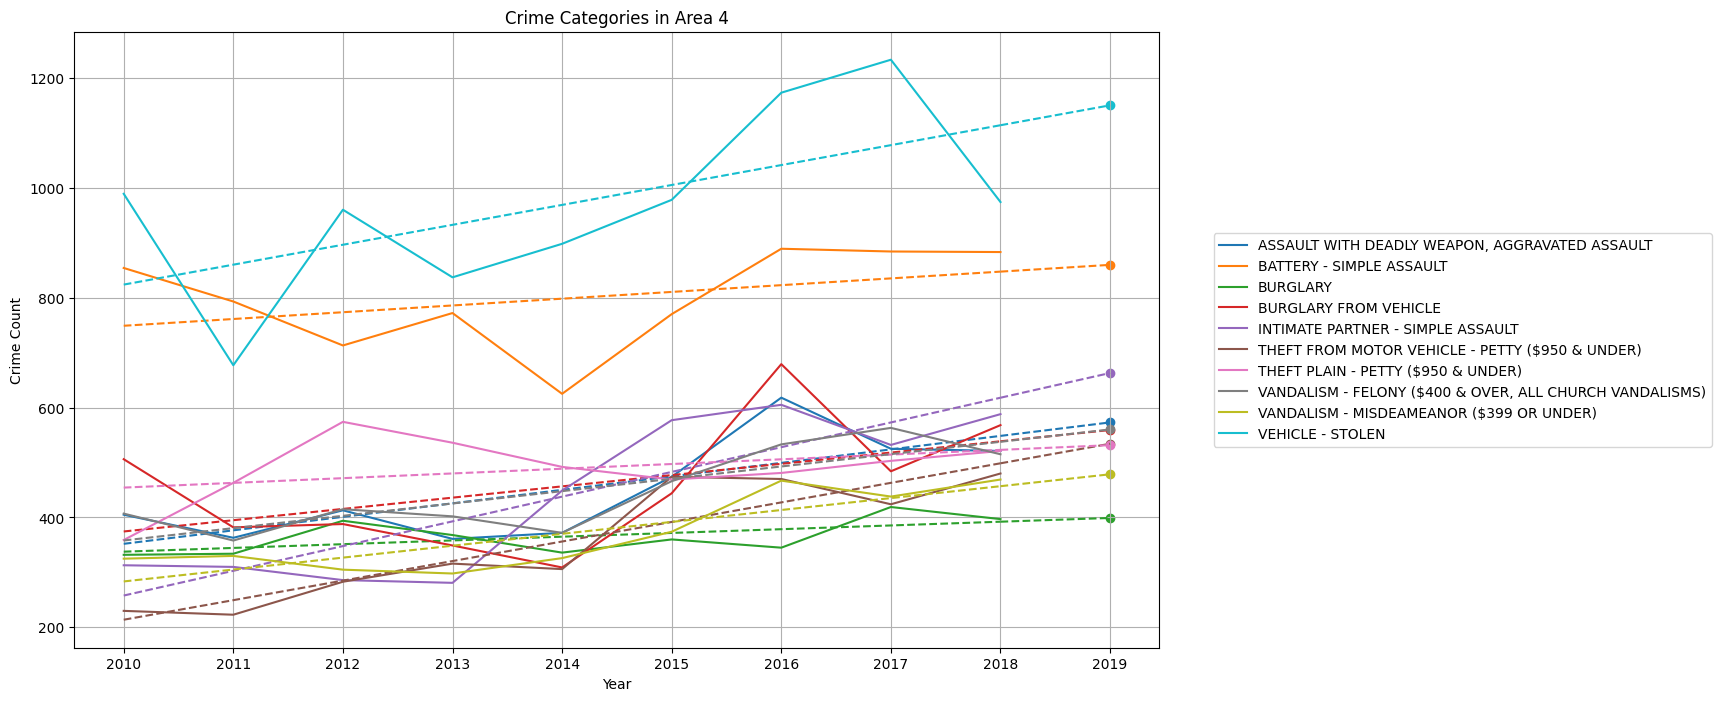 Crime Categories in Area 4
Crime Count
1200
1000
800
600
400
200
2010 2011 2012 2013 2014 2015 2016 2017 2018 2019
Year
ASSAULT WITH DEADLY WEAPON, AGGRAVATED ASSAULT
BATTERY - SIMPLE ASSAULT
BURGLARY
BURGLARY FROM VEHICLE
INTIMATE PARTNER - SIMPLE ASSAULT
THEFT FROM MOTOR VEHICLE - PETTY ($950 & UNDER)
THEFT PLAIN - PETTY ($950 & UNDER)
VANDALISM - FELONY ($400 & OVER, ALL CHURCH VANDALISMS)
VANDALISM - MISDEAMEANOR ($399 OR UNDER)
VEHICLE - STOLEN